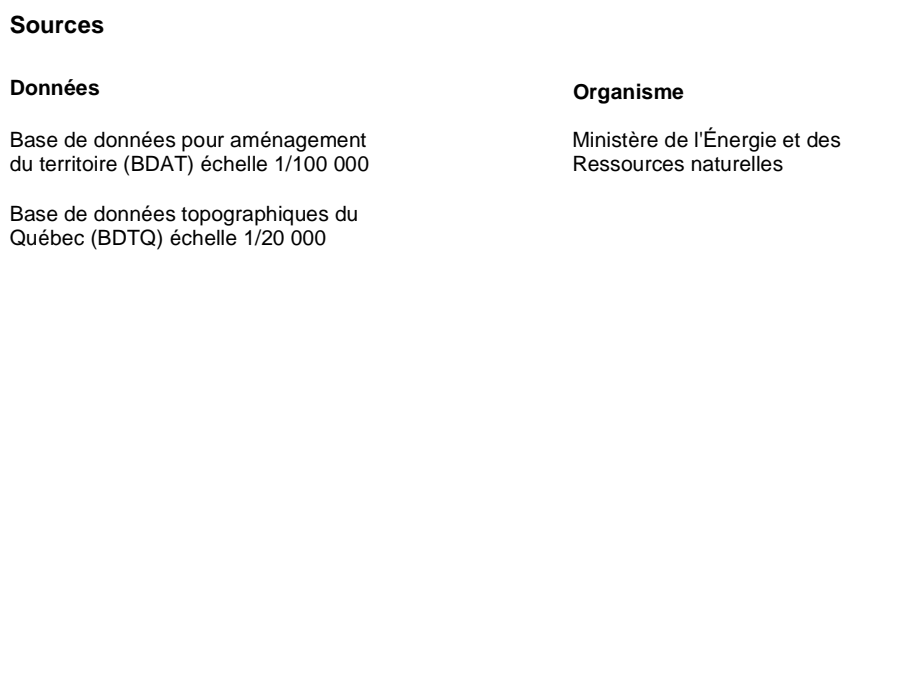 Sources
Données
Organisme
Base de données pour aménagement
du territoire (BDAT) échelle 1/100 000
Ministère de l'Énergie et des
Ressources naturelles
Base de données topographiques du
Québec (BDTQ) échelle 1/20 000